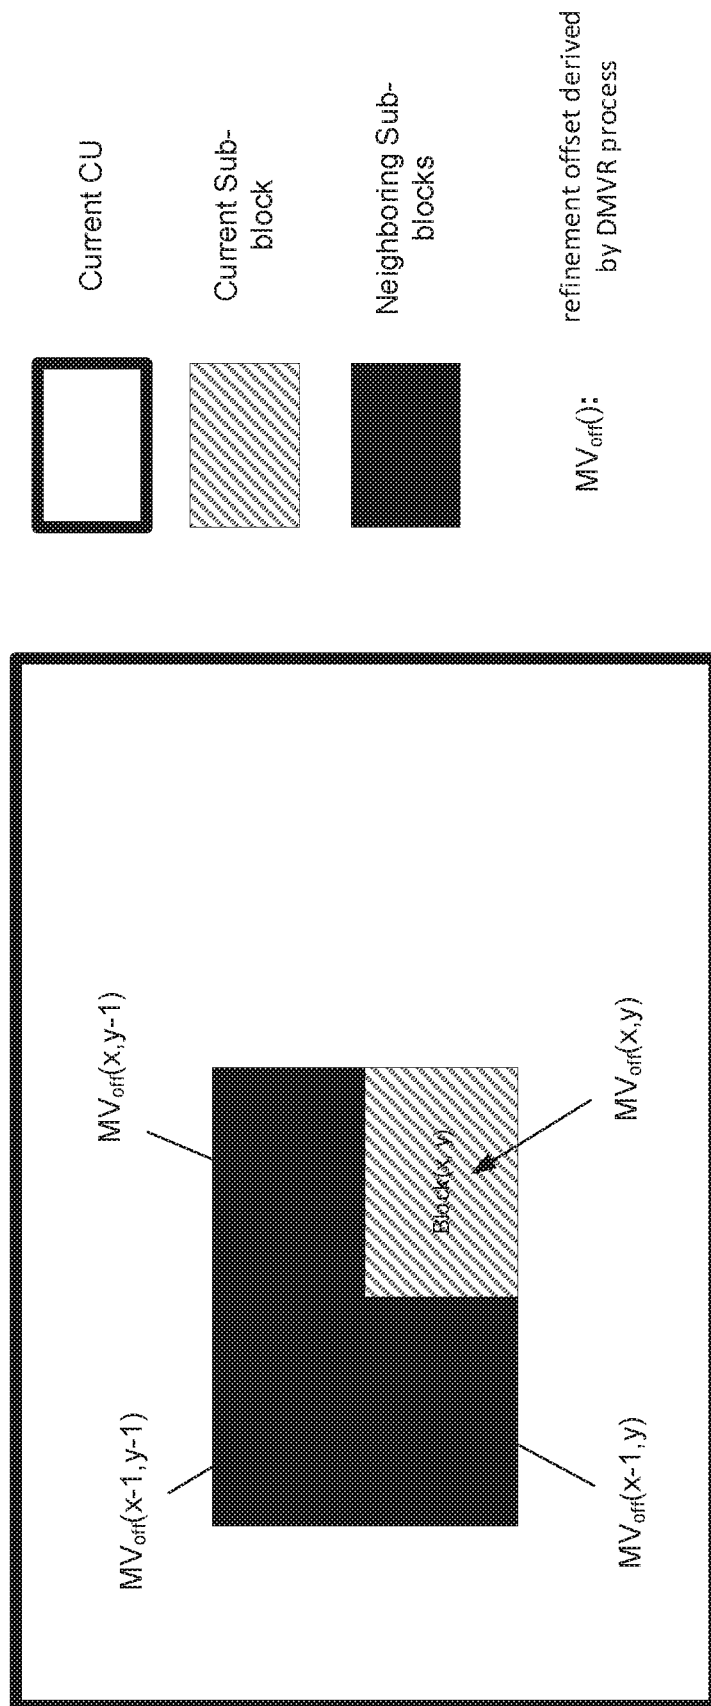 MVoff(x-1,y-1)
MVoff(x,y-1)
Block(x, y)
MVoff(x-1,y)
MVoff(x,y)
Current CU
Current Sub-
block
Neighboring Sub-
blocks
MVoff():
refinement offset derived
by DMVR process